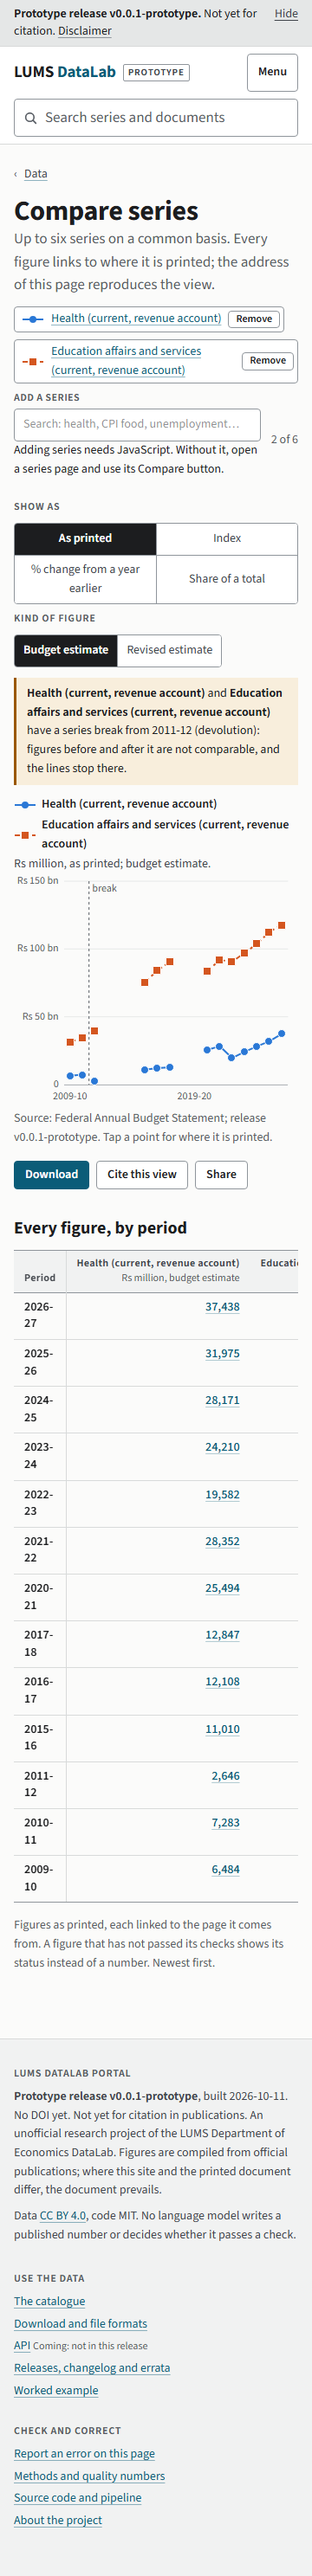 Prototype release v0.0.1-prototype. Not yet for Hide
citation. Disclaimer
LUMS DataLab PROTOTYPE Menu
Search series and documents
‹ Data
Compare series
Up to six series on a common basis. Every
figure links to where it is printed; the address
of this page reproduces the view.
Health (current, revenue account) Remove
Education affairs and services
(current, revenue account) Remove
ADD A SERIES
Search: health, CPI food, unemployment… 2 of 6
Adding series needs JavaScript. Without it, open
a series page and use its Compare button.
SHOW AS
As printed Index
% change from a year
earlier Share of a total
KIND OF FIGURE
Budget estimate Revised estimate
Health (current, revenue account) and Education
affairs and services (current, revenue account)
have a series break from 2011-12 (devolution):
figures before and after it are not comparable, and
the lines stop there.
Health (current, revenue account)
Education affairs and services (current, revenue
account)
Rs million, as printed; budget estimate.
Rs 150 bn
break
Rs 100 bn
Rs 50 bn
0
2009-10 2019-20
Source: Federal Annual Budget Statement; release
v0.0.1-prototype. Tap a point for where it is printed.
Download Cite this view Share
Every figure, by period
Health (current, revenue account) Educati
Period Rs million, budget estimate
2026-
27 37,438
2025-
26 31,975
2024-
25 28,171
2023-
24 24,210
2022-
23 19,582
2021-
22 28,352
2020-
21 25,494
2017-
18 12,847
2016-
17 12,108
2015-
16 11,010
2011-
12 2,646
2010-
11 7,283
2009-
10 6,484
Figures as printed, each linked to the page it comes
from. A figure that has not passed its checks shows its
status instead of a number. Newest first.
LUMS DATALAB PORTAL
Prototype release v0.0.1-prototype, built 2026-10-11.
No DOI yet. Not yet for citation in publications. An
unofficial research project of the LUMS Department of
Economics DataLab. Figures are compiled from official
publications; where this site and the printed document
differ, the document prevails.
Data CC BY 4.0, code MIT. No language model writes a
published number or decides whether it passes a check.
USE THE DATA
The catalogue
Download and file formats
API Coming: not in this release
Releases, changelog and errata
Worked example
CHECK AND CORRECT
Report an error on this page
Methods and quality numbers
Source code and pipeline
About the project